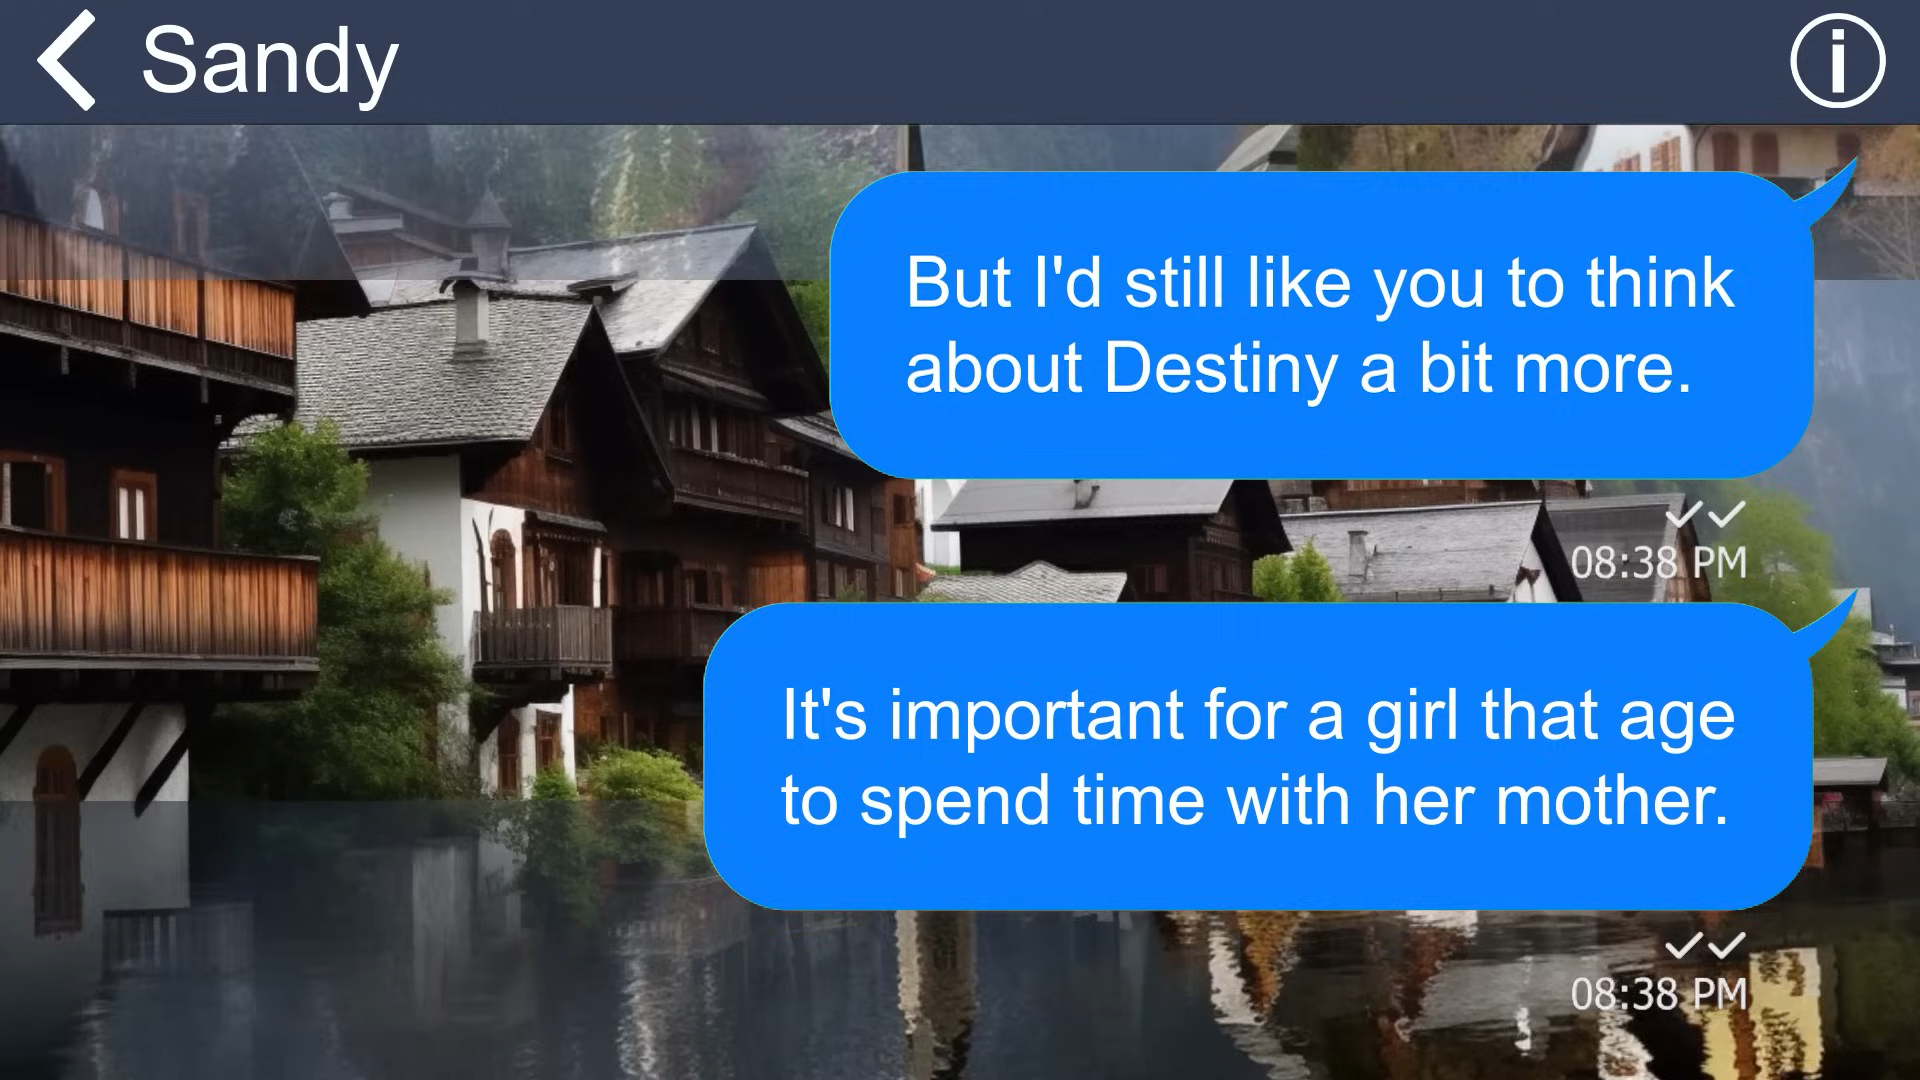 Sandy
But I'd still like you to think
about Destiny a bit more.
08:38 PM
It's important for a girl that age
to spend time with her mother.
08:38 PM